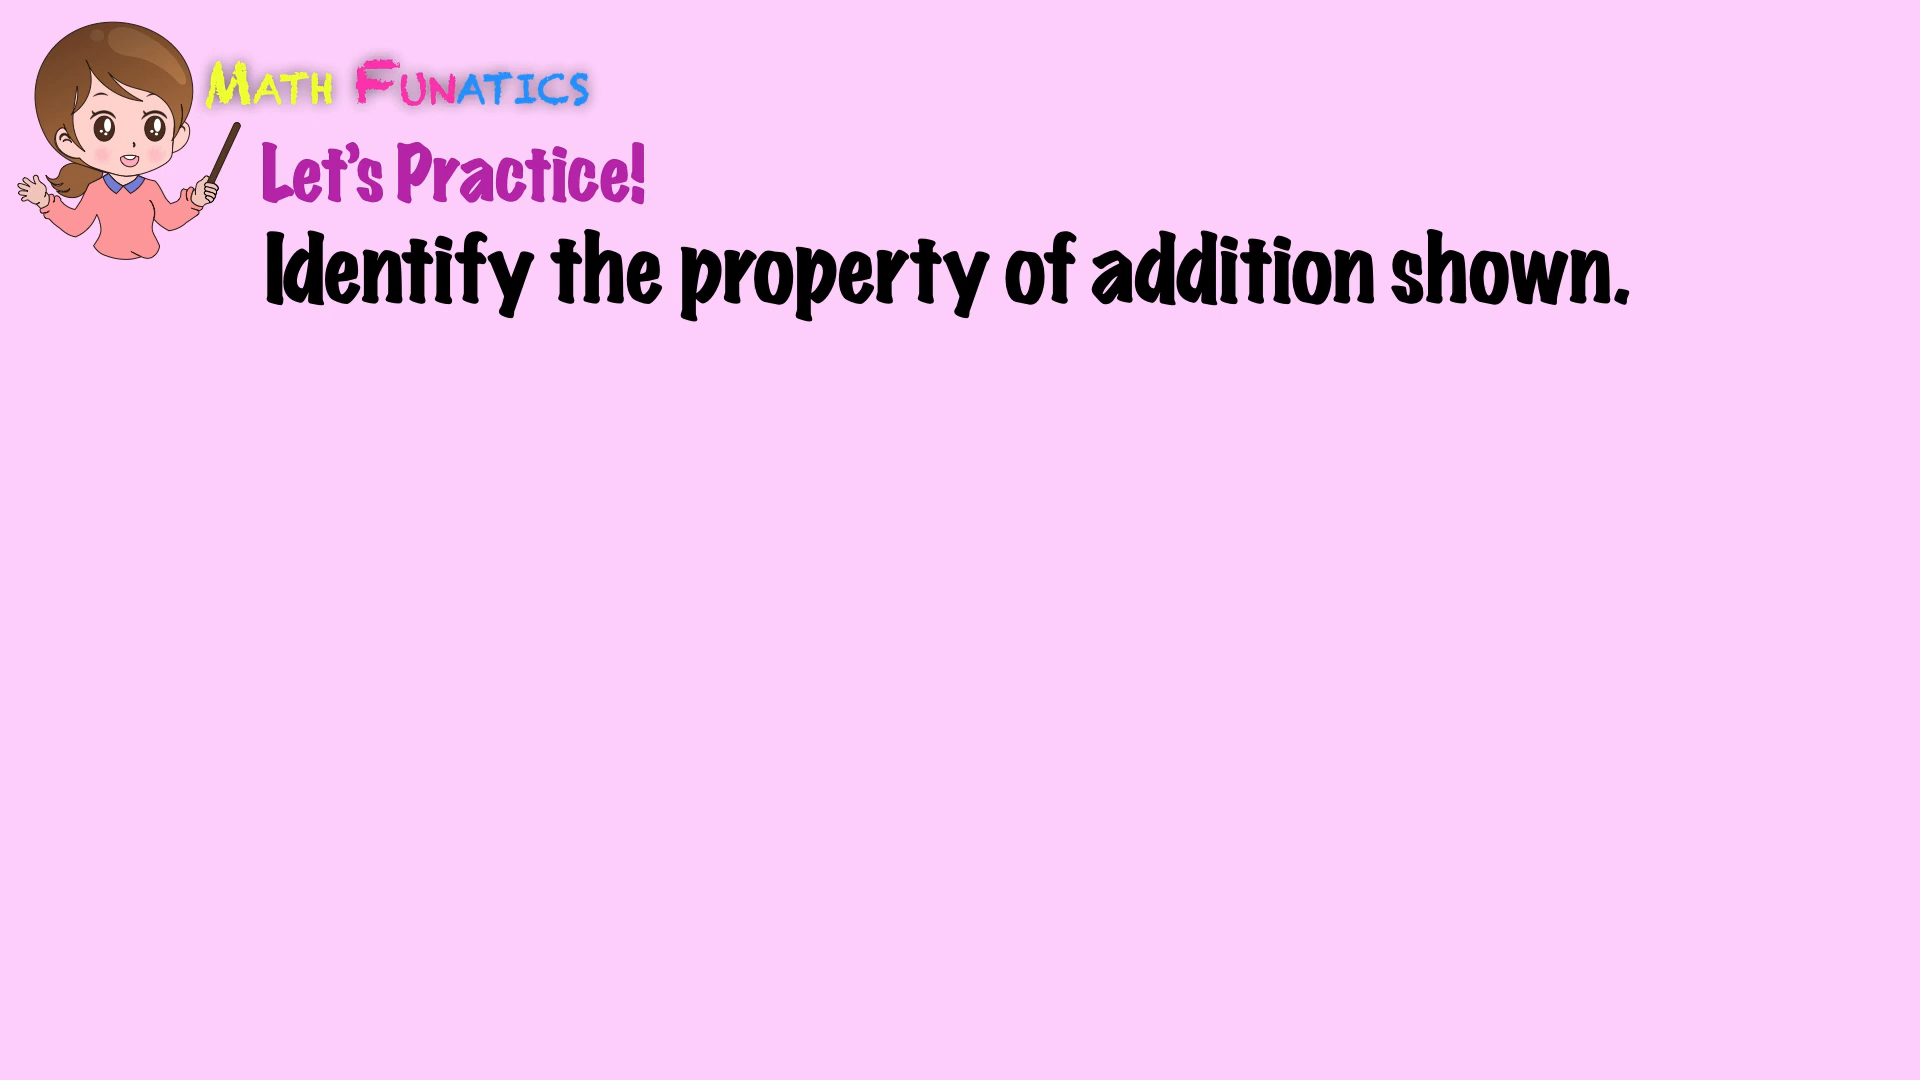 MATH FUNATICS
Let's Practice!
Identify the property of addition shown.